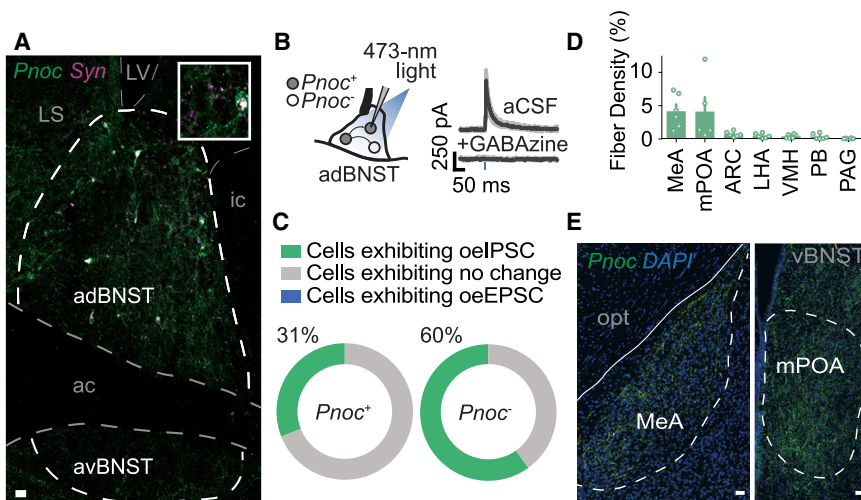 A
Pnoc Syn
LV
LS
ic
adBNST
ac
avBNST
B
473-nm
light
Pnoc+
Pnoc-
adBNST
aCSF
+GABAzine
250 pA
50 ms
C
Cells exhibiting oeIPSC
Cells exhibiting no change
Cells exhibiting oeEPSC
31%
Pnoc+
60%
Pnoc-
D
Fiber Density (%)
10
5
0
MeA
mPOA
ARC
LHA
VMH
PB
PAG
E
Pnoc DAPI
opt
MeA
vBNST
mPOA